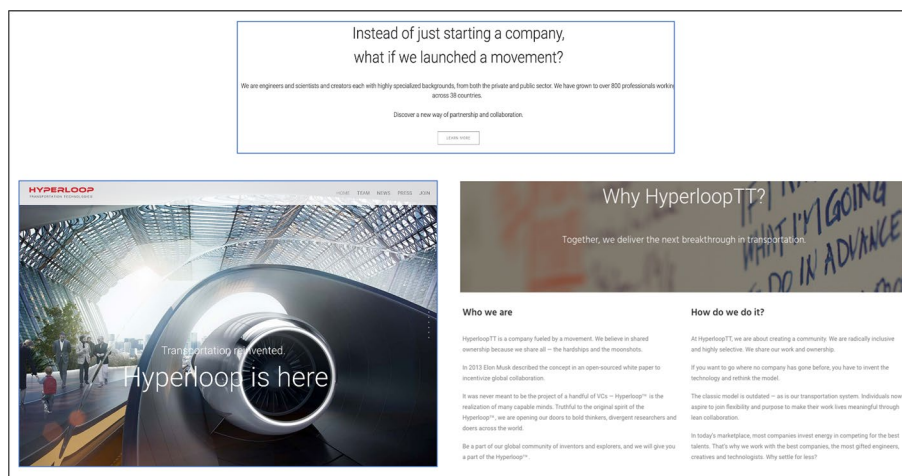 Instead of just starting a company,
what if we launched a movement?
We are engineers and scientists and creators each with highly specialized backgrounds, from both the private and public sector. We have grown to over 800 professionals working
across 38 countries.
Discover a new way of partnership and collaboration.
LEARN MORE
HYPERLOOP
TRANSPORTATION TECHNOLOGIES
HOME TEAM NEWS PRESS JOIN
Transportation reinvented.
Hyperloop is here
Why HyperloopTT?
Together, we deliver the next breakthrough in transportation.
WHAT I'M GOING
DO IN ADVANCE
Who we are
HyperloopTT is a company fueled by a movement. We believe in shared
ownership because we share all — the hardships and the moonshots.
In 2013 Elon Musk described the concept in an open-sourced white paper to
incentivize global collaboration.
It was never meant to be the project of a handful of VCs — Hyperloop™ is the
realization of many capable minds. Truthful to the original spirit of the
Hyperloop™, we are opening our doors to bold thinkers, divergent researchers and
doers across the world.
Be a part of our global community of inventors and explorers, and we will give you
a part of the Hyperloop™.
How do we do it?
At HyperloopTT, we are about creating a community. We are radically inclusive
and highly selective. We share our work and ownership.
If you want to go where no company has gone before, you have to invent the
technology and rethink the model.
The classic model is outdated — as is our transportation system. Individuals now
aspire to join flexibility and purpose to make their work lives meaningful through
lean collaboration.
In today's marketplace, most companies invest energy in competing for the best
talents. That's why we work with the best companies, the most gifted engineers,
creatives and technologists. Why settle for less?